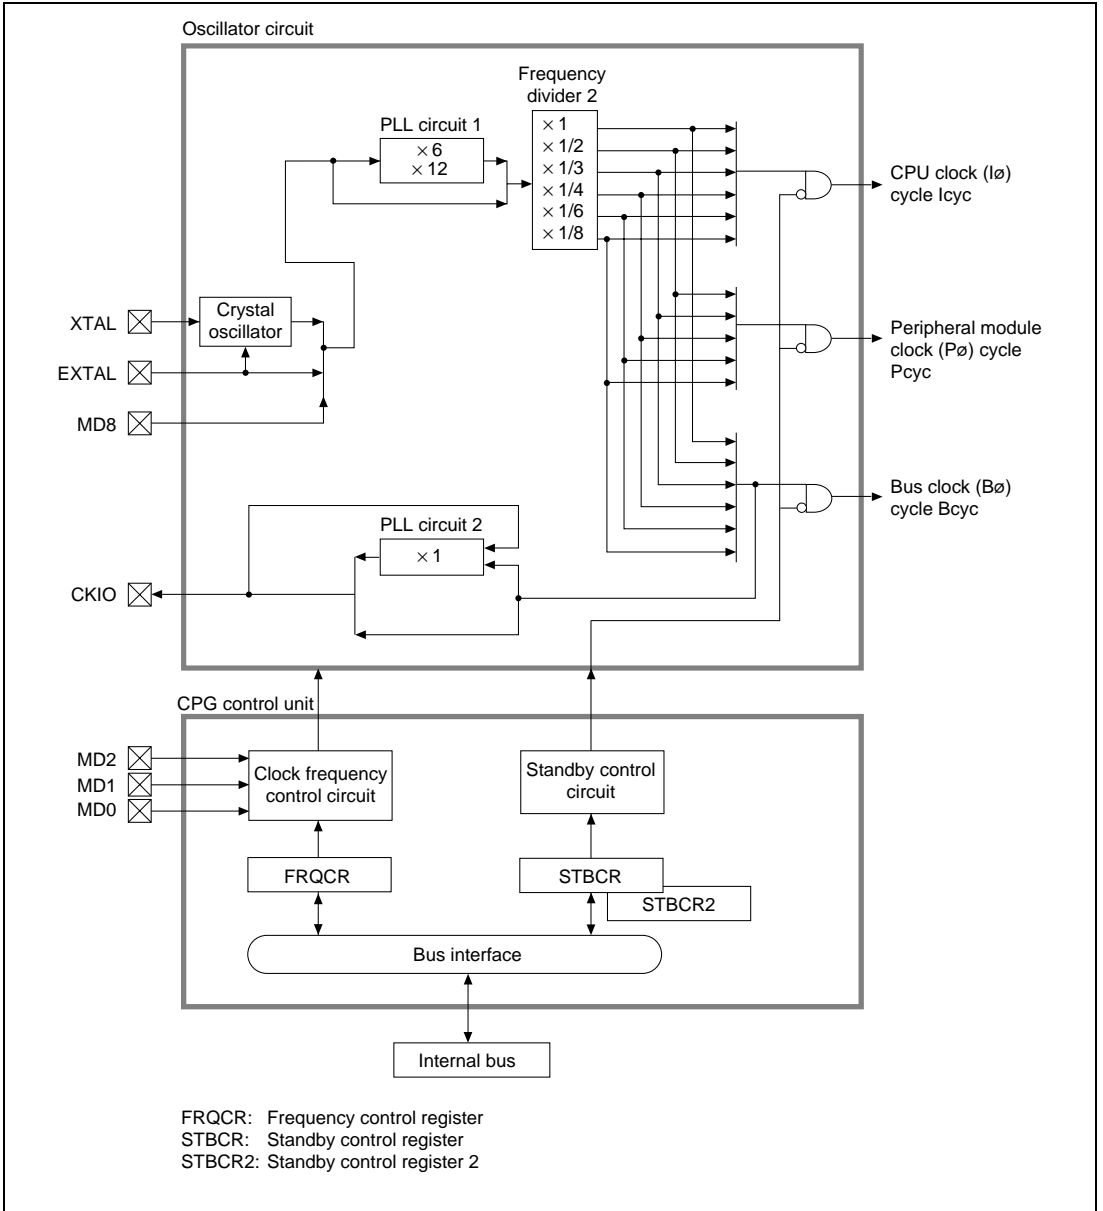 Oscillator circuit
Frequency
divider 2
PLL circuit 1
× 6
× 12
× 1
× 1/2
× 1/3
× 1/4
× 1/6
× 1/8
CPU clock (Iø)
cycle Icyc
Crystal
oscillator
XTAL
EXTAL
MD8
Peripheral module
clock (Pø) cycle
Pcyc
Bus clock (Bø)
cycle Bcyc
PLL circuit 2
× 1
CKIO
CPG control unit
MD2
MD1
MD0
Clock frequency
control circuit
Standby control
circuit
FRQCR
STBCR
STBCR2
Bus interface
Internal bus
FRQCR: Frequency control register
STBCR: Standby control register
STBCR2: Standby control register 2